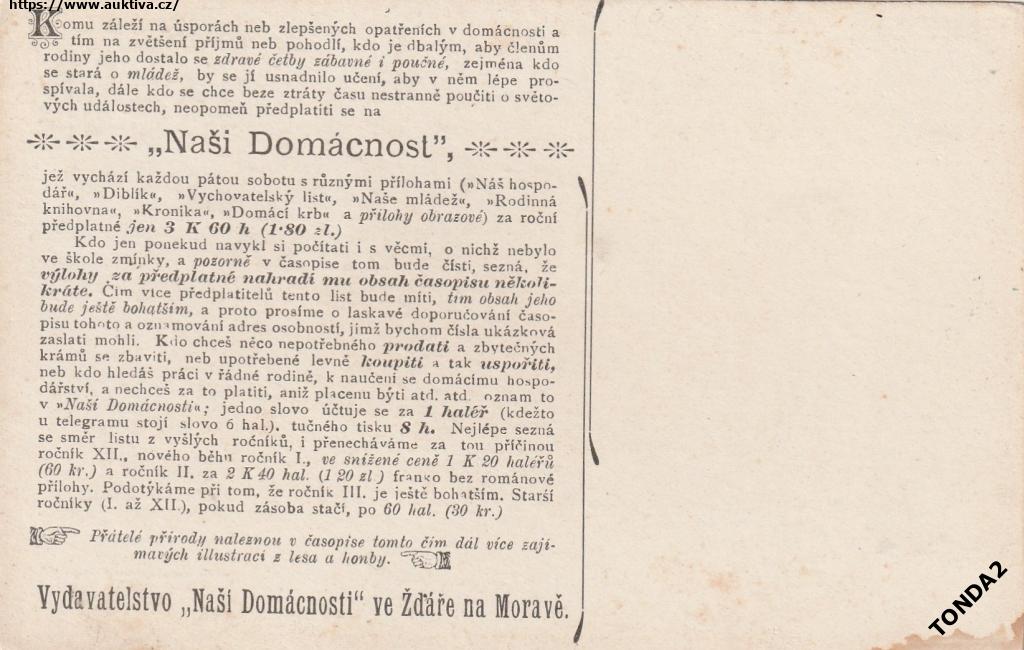 https://www.auktiva.cz/
Komu záleží na úsporách neb zlepšených opatřeních v domácnosti a
tím na zvětšení příjmů neb pohodlí, kdo je dbalým, aby členům
rodiny jeho dostalo se zdravé četby zábavné i poučné, zejména kdo
se stará o mládež, by se jí usnadnilo učení, aby v něm lépe pro-
spívala, dále kdo se chce beze ztráty času nestranně poučiti o světo-
vých událostech, neopomeň předplatiti se na
„Naši Domácnost”,
jež vychází každou pátou sobotu s různými přílohami (»Náš hospo-
dář«, »Diblík«, »Vychovatelský list«, »Naše mládež«, »Rodinná
knihovna«, »Kronika«, »Domácí krb« a přílohy obrazové) za roční
předplatné jen 3 K 60 h (1·80 zl.)
Kdo jen ponekud navykl si počítati i s věcmi, o nichž nebylo
ve škole zmínky, a pozorně v časopise tom bude čísti, sezná, že
výlohy za předplatné nahradí mu obsah časopisu několi-
kráte. Čím více předplatitelů tento list bude míti, tím obsah jeho
bude ještě bohatším, a proto prosíme o laskavé doporučování časo-
pisu tohoto a oznamování adres osobností, jimž bychom čísla ukázková
zaslati mohli. Kdo chceš něco nepotřebného prodati a zbytečných
krámů se zbaviti, neb upotřebené levně koupiti a tak uspořiti,
neb kdo hledáš práci v řádné rodině, k naučení se domácímu hospo-
dářství, a nechceš za to platiti, aniž placenu býti atd. atd. oznam to
v »Naší Domácnosti«; jedno slovo účtuje se za 1 haléř (kdežto
u telegramu stojí slovo 6 hal.). tučného tisku 8 h. Nejlépe sezná
se směr listu z vyšlých ročníků, i přenecháváme za tou příčinou
ročník XII., nového běhu ročník I., ve snížené ceně 1 K 20 haléřů
(60 kr.) a ročník II. za 2 K 40 hal. (1 20 zl.) franko bez románové
přílohy. Podotýkáme při tom, že ročník III. je ještě bohatším. Starší
ročníky (I. až XII.), pokud zásoba stačí, po 60 hal. (30 kr.)
Přátelé přírody naleznou v časopise tomto čím dál více zají-
mavých illustrací z lesa a honby.
Vydavatelstvo „Naší Domácnosti“ ve Žďáře na Moravě.
TONDA2